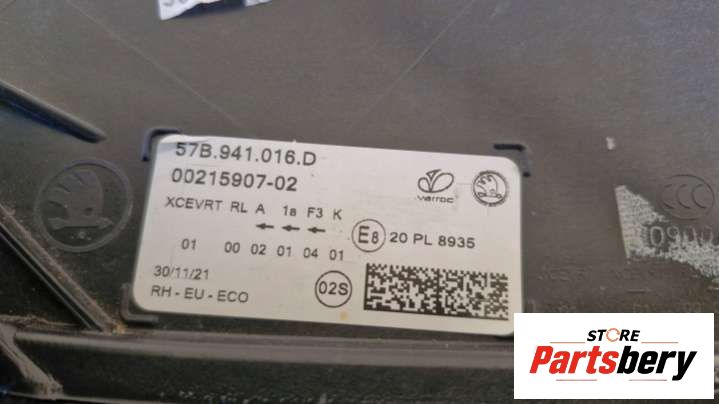 57B.941.016.D
00215907-02
varroc
XCEVRT RL A 1a F3 K
E8 20 PL 8935
01 00 02 01 04 01
30/11/21
02S
RH - EU - ECO
STORE
Partsbery